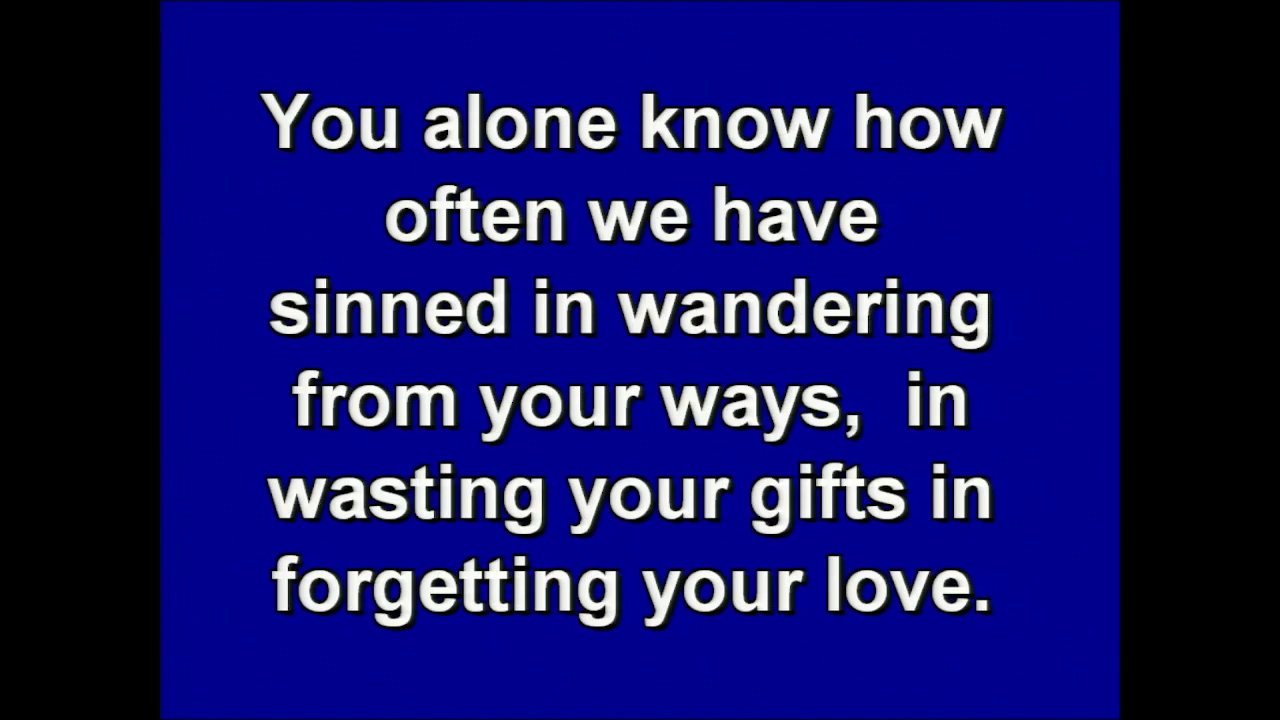 You alone know how
often we have
sinned in wandering
from your ways,  in
wasting your gifts in
forgetting your love.